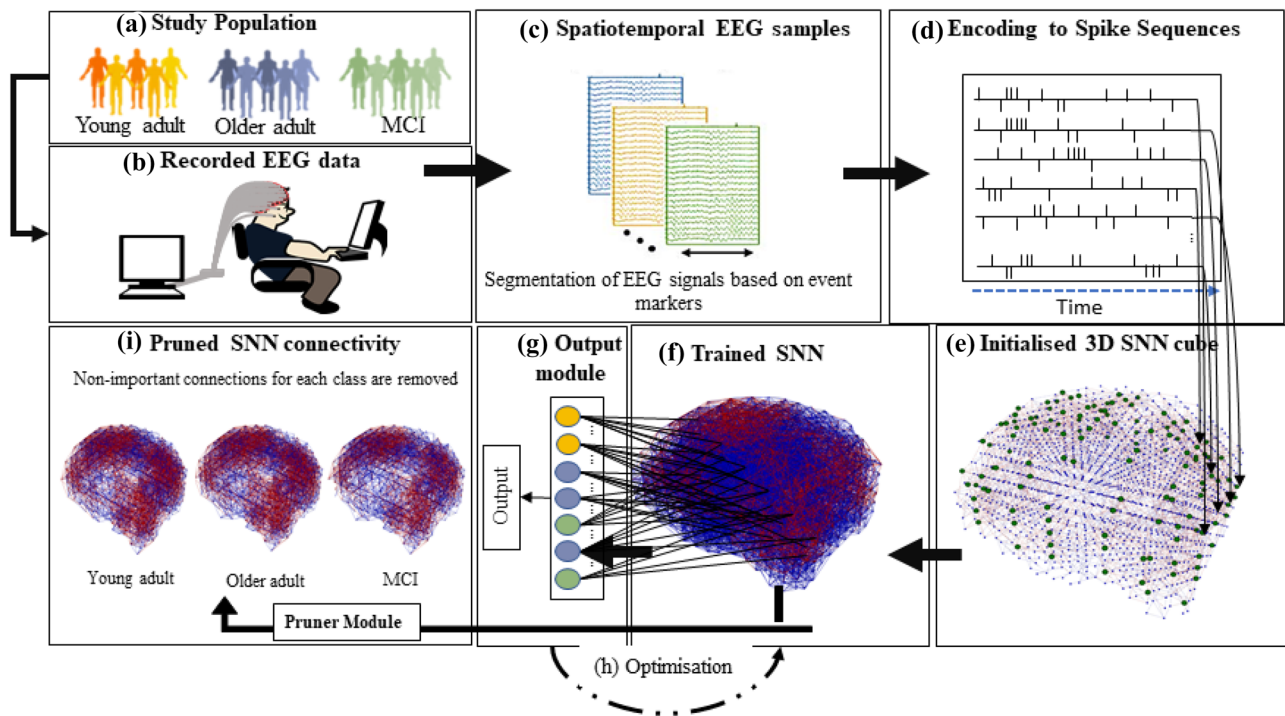 (a) Study Population
Young adult
Older adult
MCI
(b) Recorded EEG data
(c) Spatiotemporal EEG samples
Segmentation of EEG signals based on event
markers
(d) Encoding to Spike Sequences
Time
(e) Initialised 3D SNN cube
(f) Trained SNN
(g) Output
module
Output
(h) Optimisation
(i) Pruned SNN connectivity
Non-important connections for each class are removed
Young adult
Older adult
MCI
Pruner Module